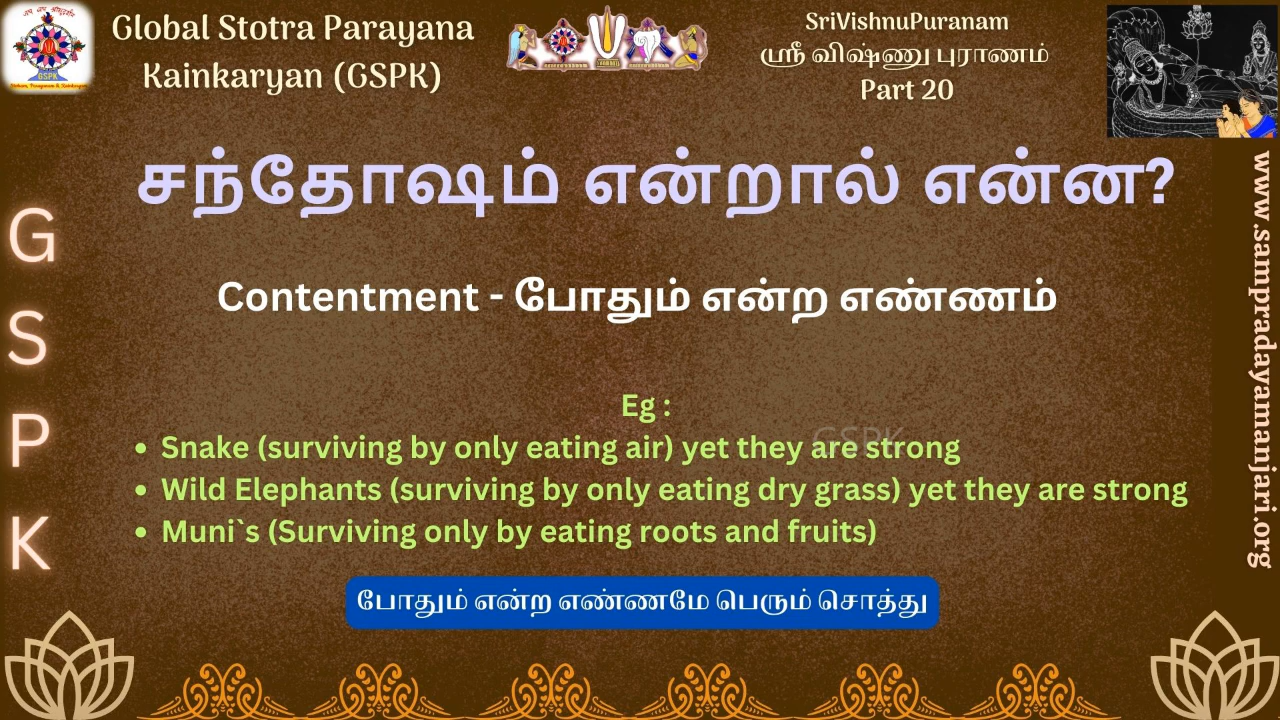 Global Stotra Parayana
Kainkaryan (GSPK)
SriVishnuPuranam
ஸ்ரீ விஷ்ணு புராணம்
Part 20
சந்தோஷம் என்றால் என்ன?
Contentment - போதும் என்ற எண்ணம்
Eg :
• Snake (surviving by only eating air) yet they are strong
• Wild Elephants (surviving by only eating dry grass) yet they are strong
• Muni`s (Surviving only by eating roots and fruits)
போதும் என்ற எண்ணமே பெரும் சொத்து
G
S
P
K
www.sampradayamanjari.org
GSPK
GSPK